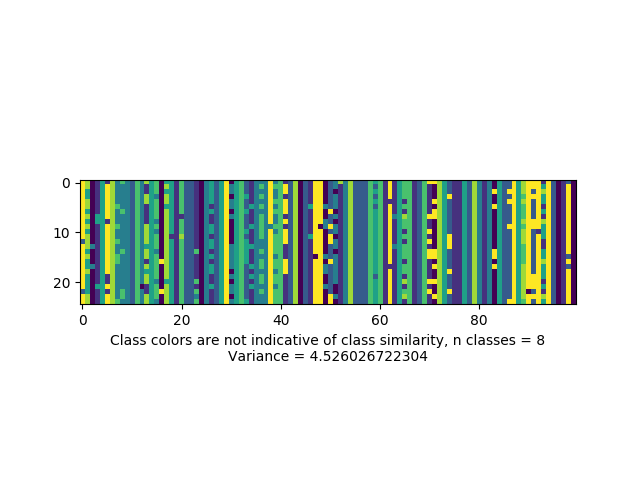 0
10
20
0 20 40 60 80
Class colors are not indicative of class similarity, n classes = 8
Variance = 4.526026722304